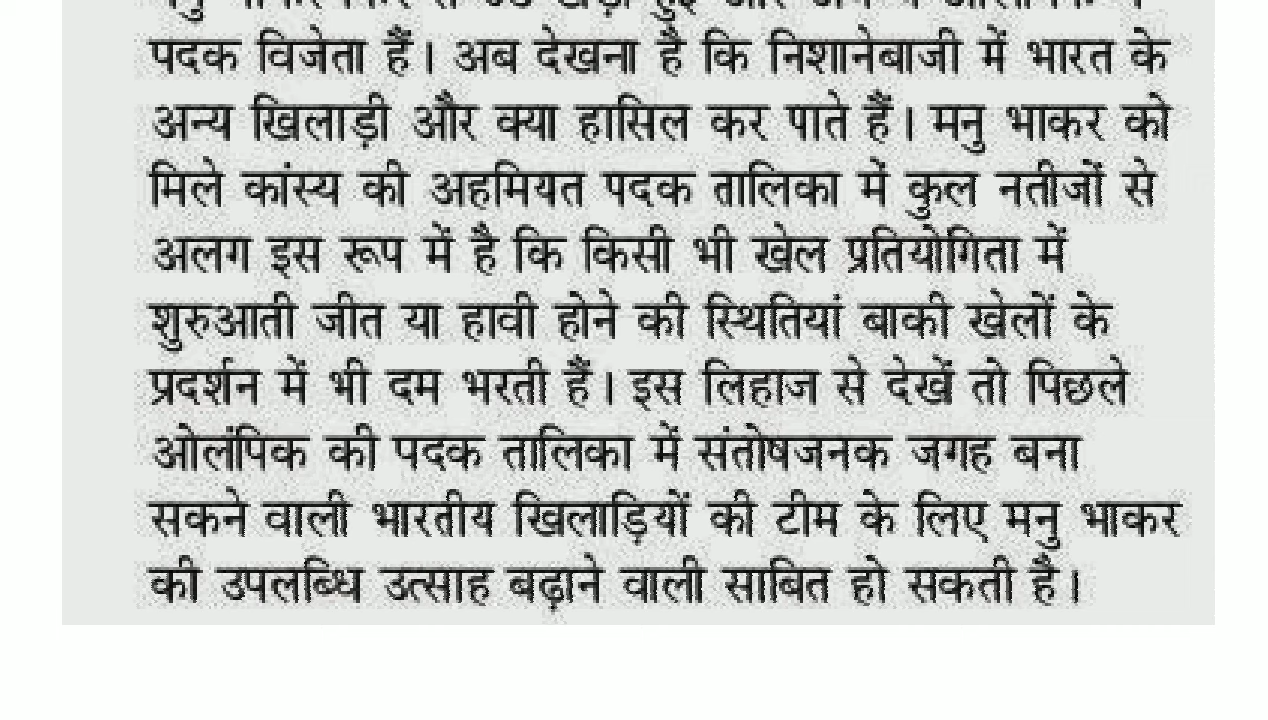 पदक विजेता हैं। अब देखना है कि निशानेबाजी में भारत के
अन्य खिलाड़ी और क्या हासिल कर पाते हैं। मनु भाकर को
मिले कांस्य की अहमियत पदक तालिका में कुल नतीजों से
अलग इस रूप में है कि किसी भी खेल प्रतियोगिता में
शुरुआती जीत या हावी होने की स्थितियां बाकी खेलों के
प्रदर्शन में भी दम भरती हैं। इस लिहाज से देखें तो पिछले
ओलंपिक की पदक तालिका में संतोषजनक जगह बना
सकने वाली भारतीय खिलाड़ियों की टीम के लिए मनु भाकर
की उपलब्धि उत्साह बढ़ाने वाली साबित हो सकती है।